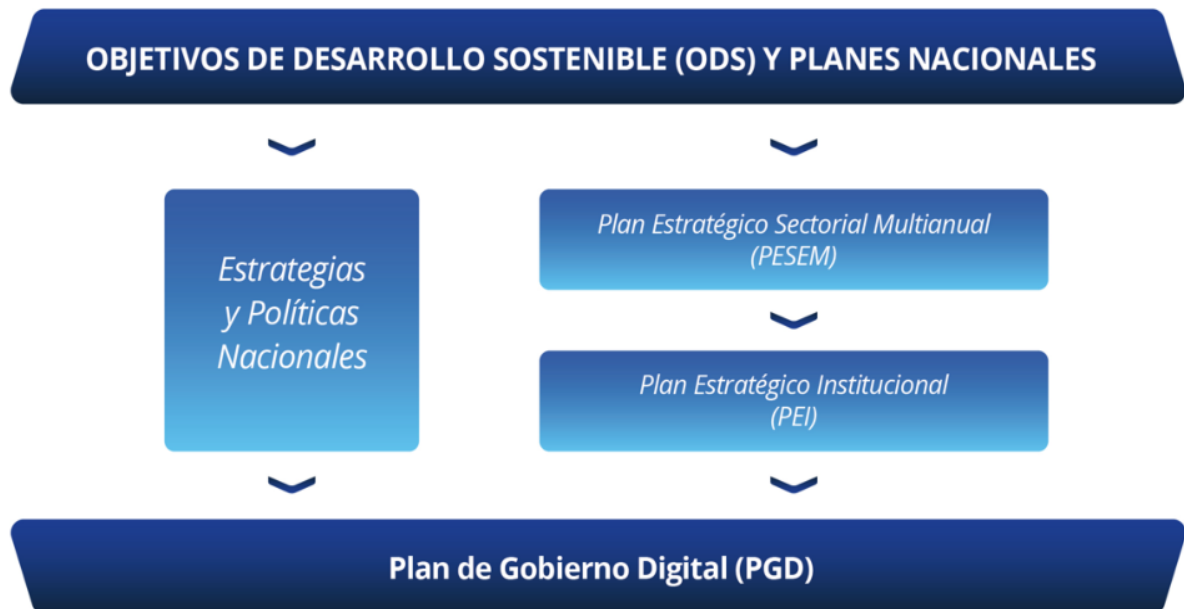 OBJETIVOS DE DESARROLLO SOSTENIBLE (ODS) Y PLANES NACIONALES
Estrategias
y Políticas
Nacionales
Plan Estratégico Sectorial Multianual
(PESEM)
Plan Estratégico Institucional
(PEI)
Plan de Gobierno Digital (PGD)